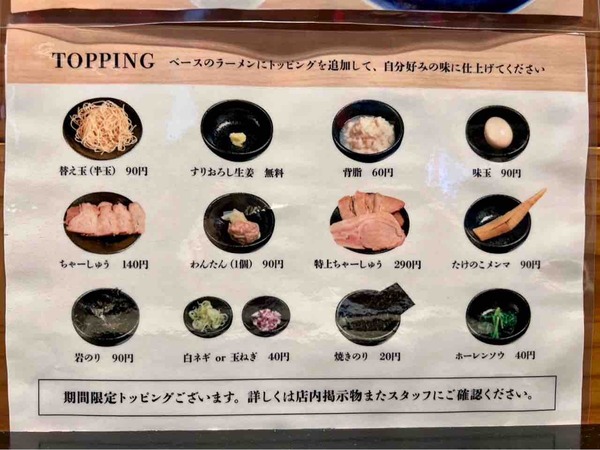 TOPPING ベースのラーメンにトッピングを追加して、自分好みの味に仕上げてください
替え玉(半玉) 90円 すりおろし生姜 無料 背脂 60円 味玉 90円
ちゃーしゅう 140円 わんたん(1個) 90円 特上ちゃーしゅう 290円 たけのこメンマ 90円
岩のり 90円 白ネギ or 玉ねぎ 40円 焼きのり 20円 ホーレンソウ 40円
期間限定トッピングございます。詳しくは店内掲示物またスタッフにご確認ください。